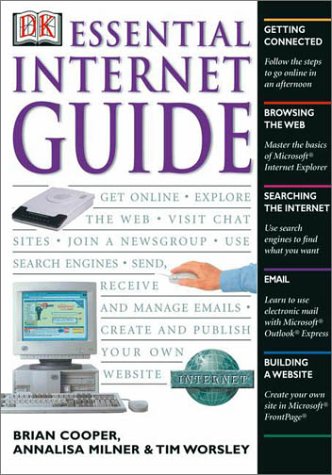 DK
ESSENTIAL
INTERNET
GUIDE
GET ONLINE • EXPLORE
THE WEB • VISIT CHAT
SITES • JOIN A NEWSGROUP • USE
SEARCH ENGINES • SEND,
RECEIVE
AND MANAGE EMAILS •
CREATE AND PUBLISH
YOUR OWN
WEBSITE
INTERNET
BRIAN COOPER,
ANNALISA MILNER & TIM WORSLEY
GETTING
CONNECTED
Follow the steps
to go online in
an afternoon
BROWSING
THE WEB
Master the basics
of Microsoft®
Internet Explorer
SEARCHING
THE INTERNET
Use search
engines to find
what you want
EMAIL
Learn to use
electronic mail
with Microsoft®
Outlook® Express
BUILDING
A WEBSITE
Create your own
site in Microsoft®
FrontPage®